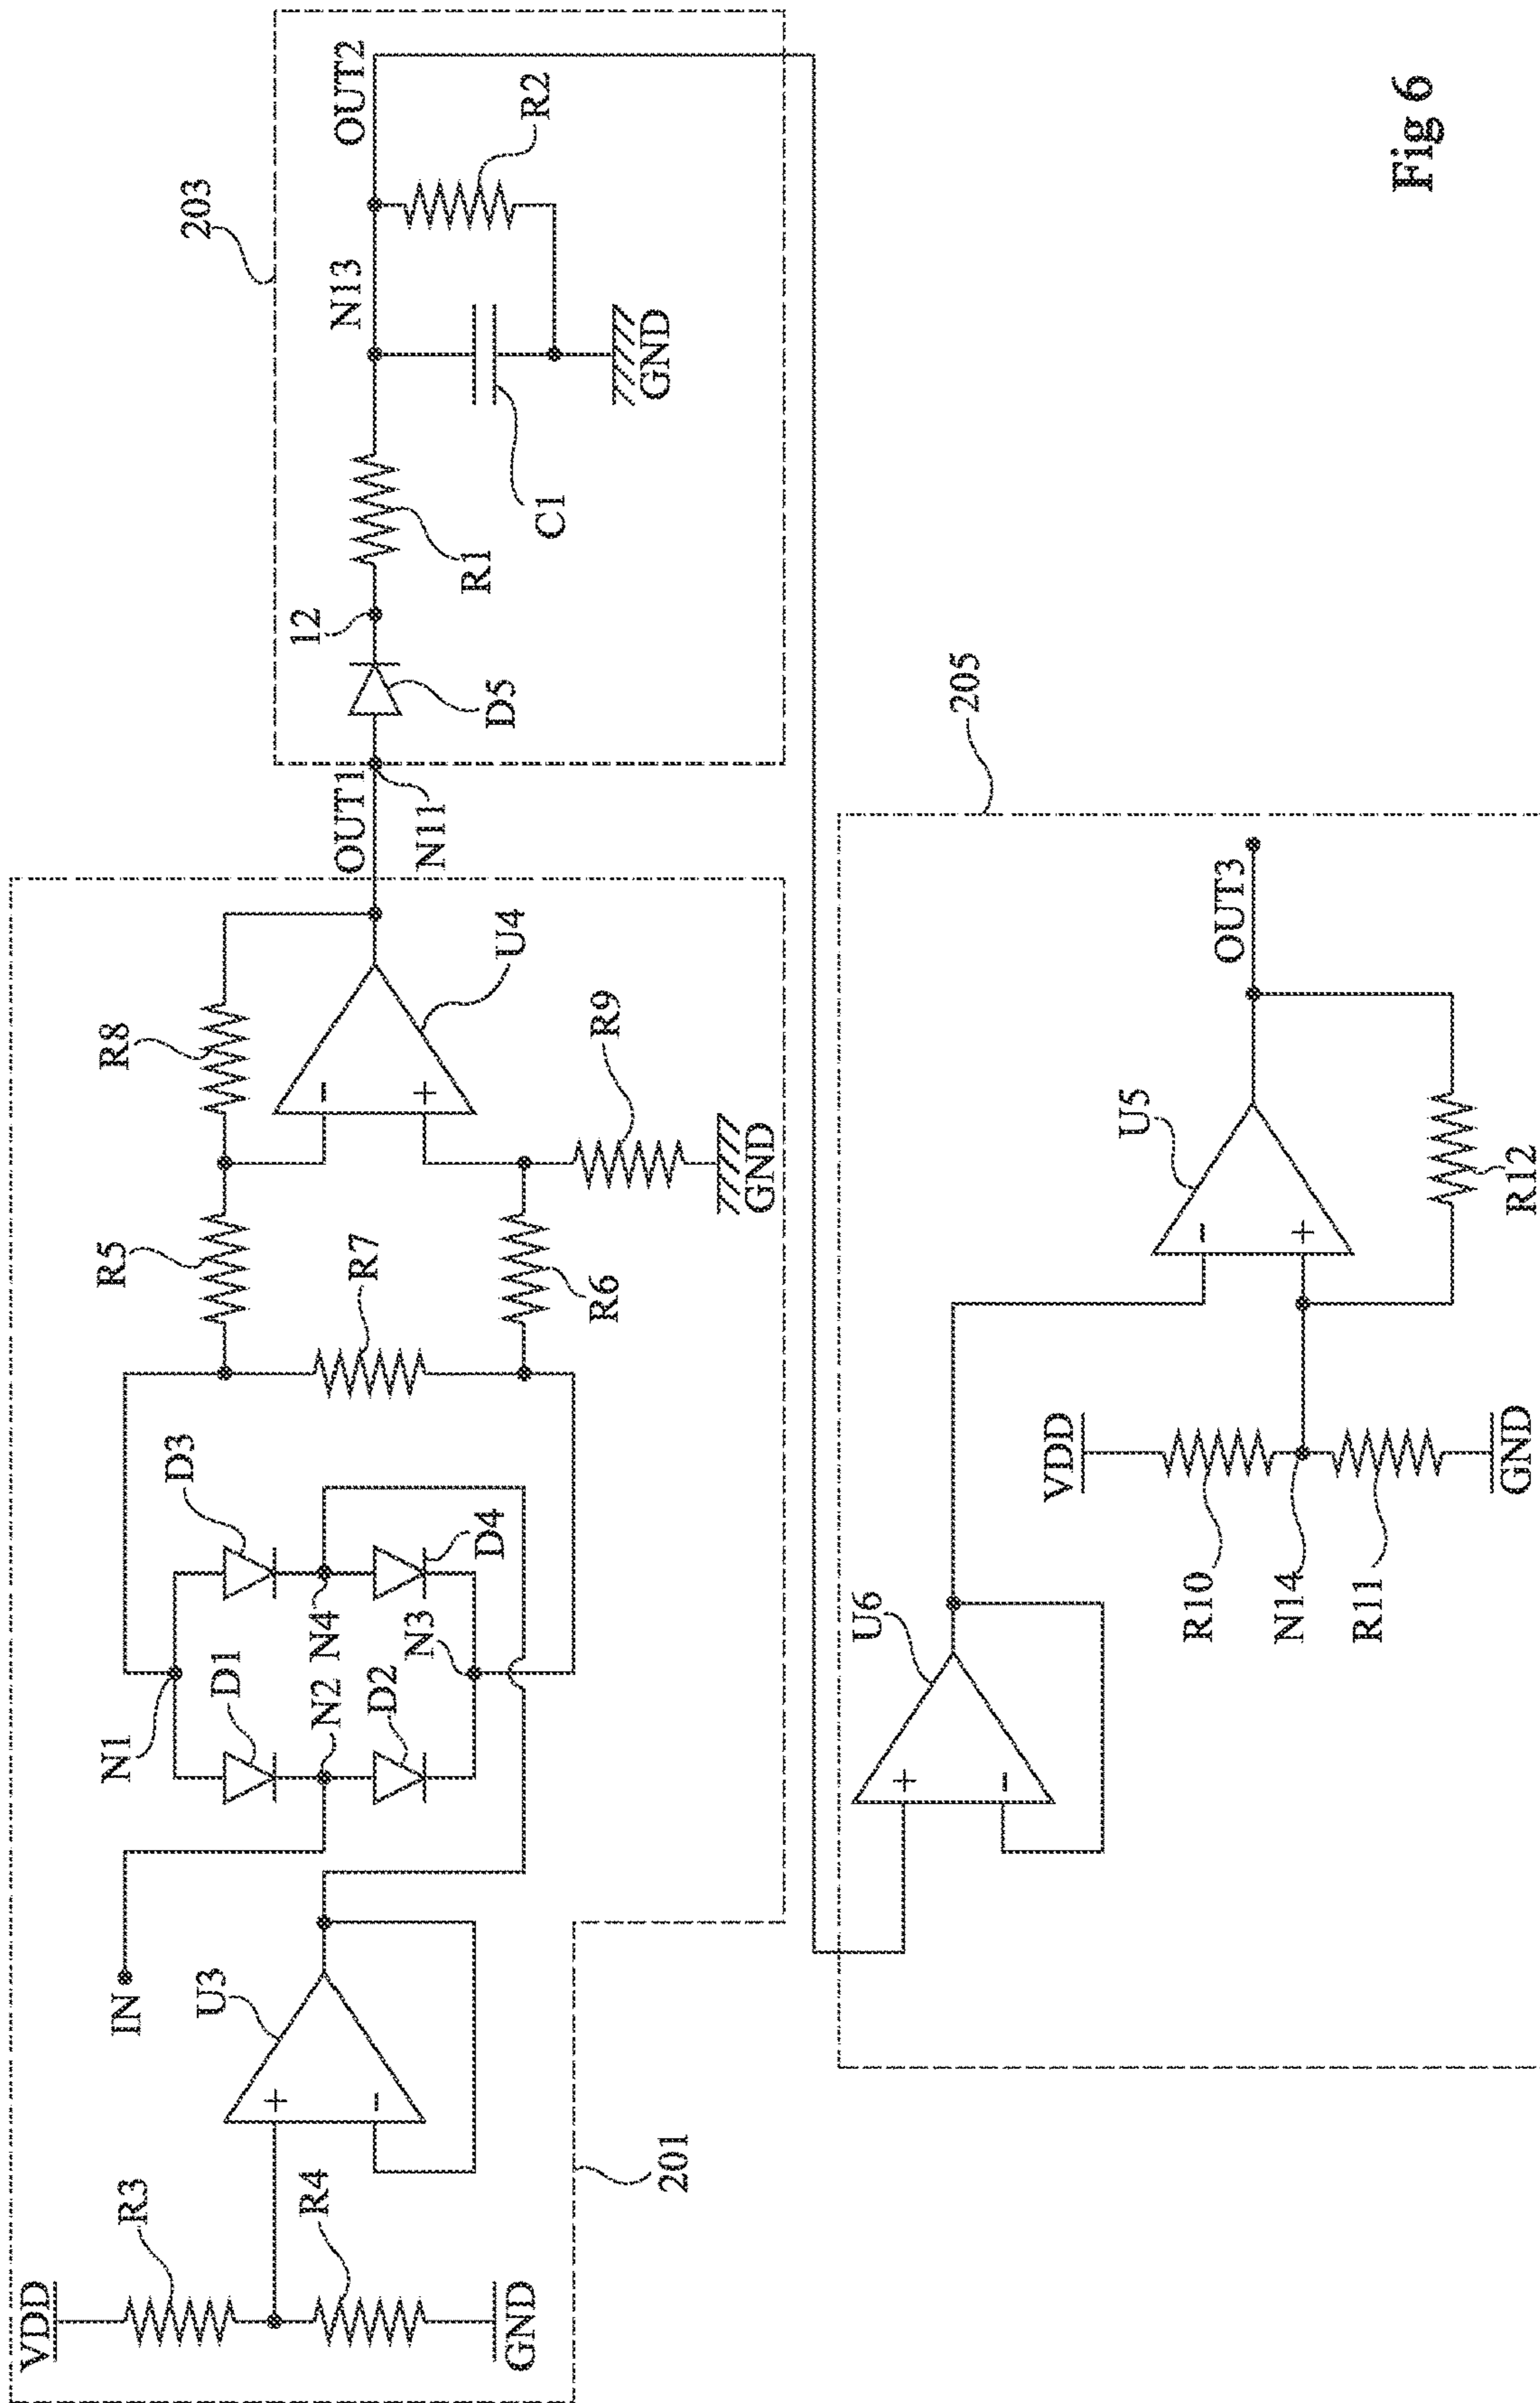 VDD
R3
R4
GND
201
U3
+
-
IN
N1
D1
N2
D2
D3
N4
D4
N3
R5
R7
R6
R8
-
+
U4
R9
GND
OUT1
N11
203
12
D5
R1
N13
C1
GND
OUT2
R2
205
U6
+
-
VDD
R10
N14
R11
GND
U5
-
+
R12
OUT3
Fig 6